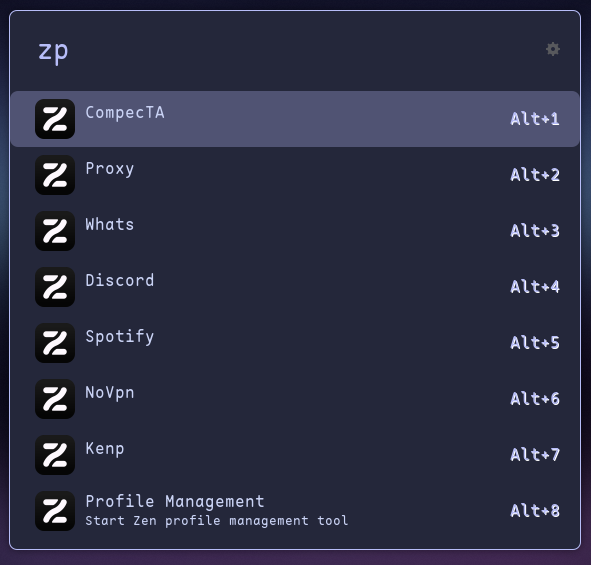 zp
CompecTA
Alt+1
Proxy
Alt+2
Whats
Alt+3
Discord
Alt+4
Spotify
Alt+5
NoVpn
Alt+6
Kenp
Alt+7
Profile Management
Start Zen profile management tool
Alt+8